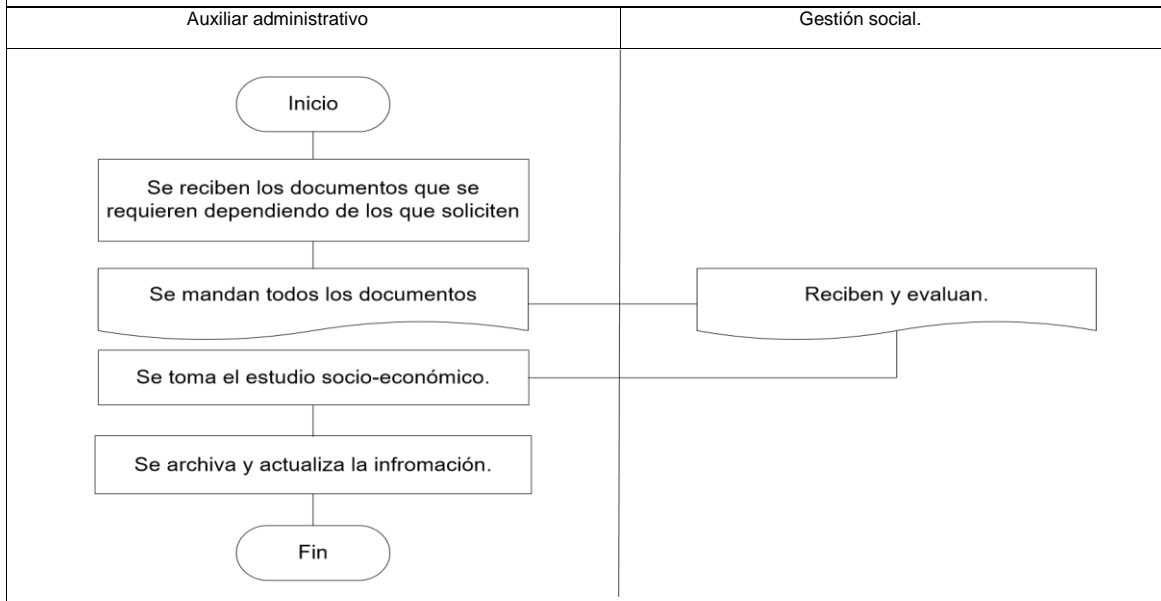 Auxiliar administrativo
Gestión social.
Inicio
Se reciben los documentos que se
requieren dependiendo de los que soliciten
Se mandan todos los documentos
Reciben y evaluan.
Se toma el estudio socio-económico.
Se archiva y actualiza la infromación.
Fin